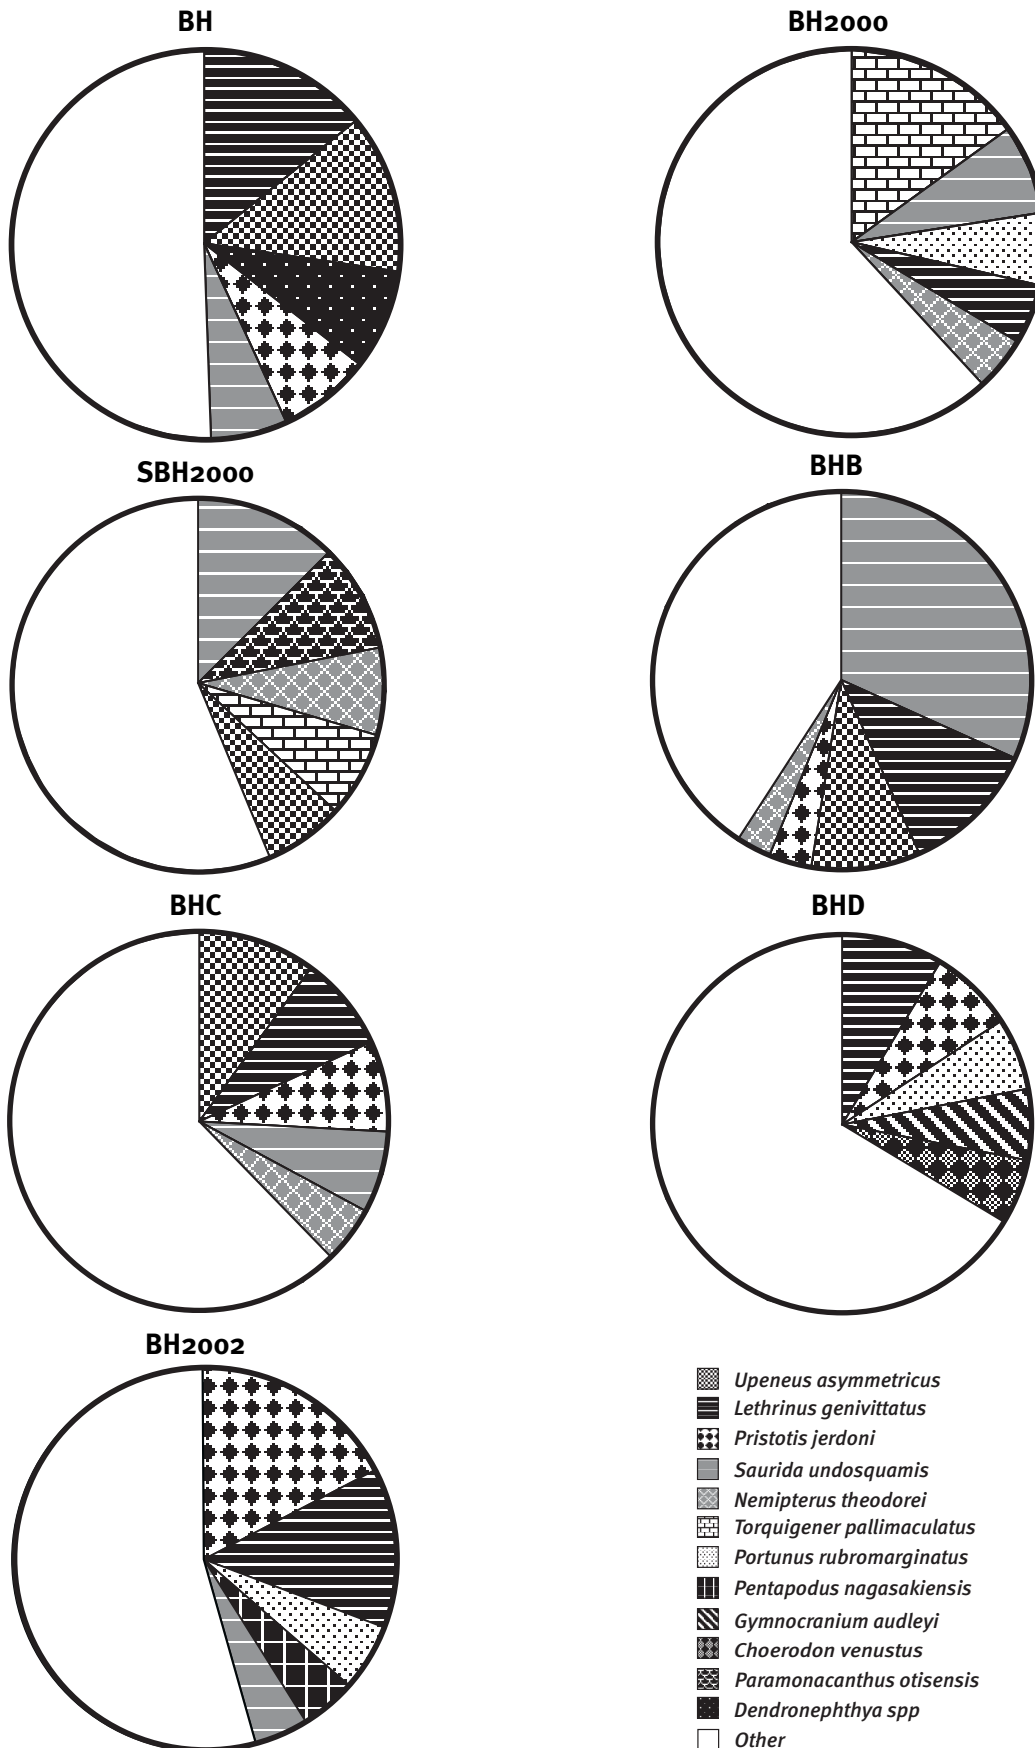 BH
BH2000
SBH2000
BHB
BHC
BHD
BH2002
Upeneus asymmetricus
Lethrinus genivittatus
Pristotis jerdoni
Saurida undosquamis
Nemipterus theodorei
Torquigener pallimaculatus
Portunus rubromarginatus
Pentapodus nagasakiensis
Gymnocranium audleyi
Choerodon venustus
Paramonacanthus otisensis
Dendronephthya spp
Other